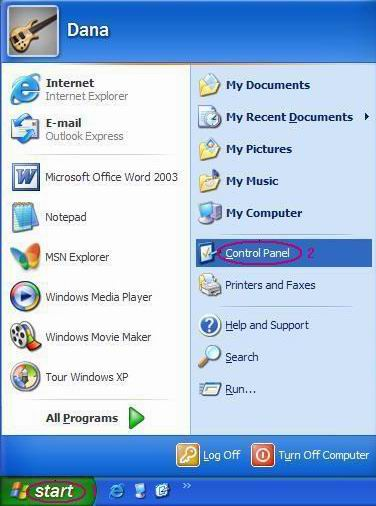 Dana
Internet
Internet Explorer
E-mail
Outlook Express
Microsoft Office Word 2003
Notepad
MSN Explorer
Windows Media Player
Windows Movie Maker
Tour Windows XP
All Programs
My Documents
My Recent Documents
My Pictures
My Music
My Computer
Control Panel 2
Printers and Faxes
Help and Support
Search
Run...
Log Off
Turn Off Computer
start